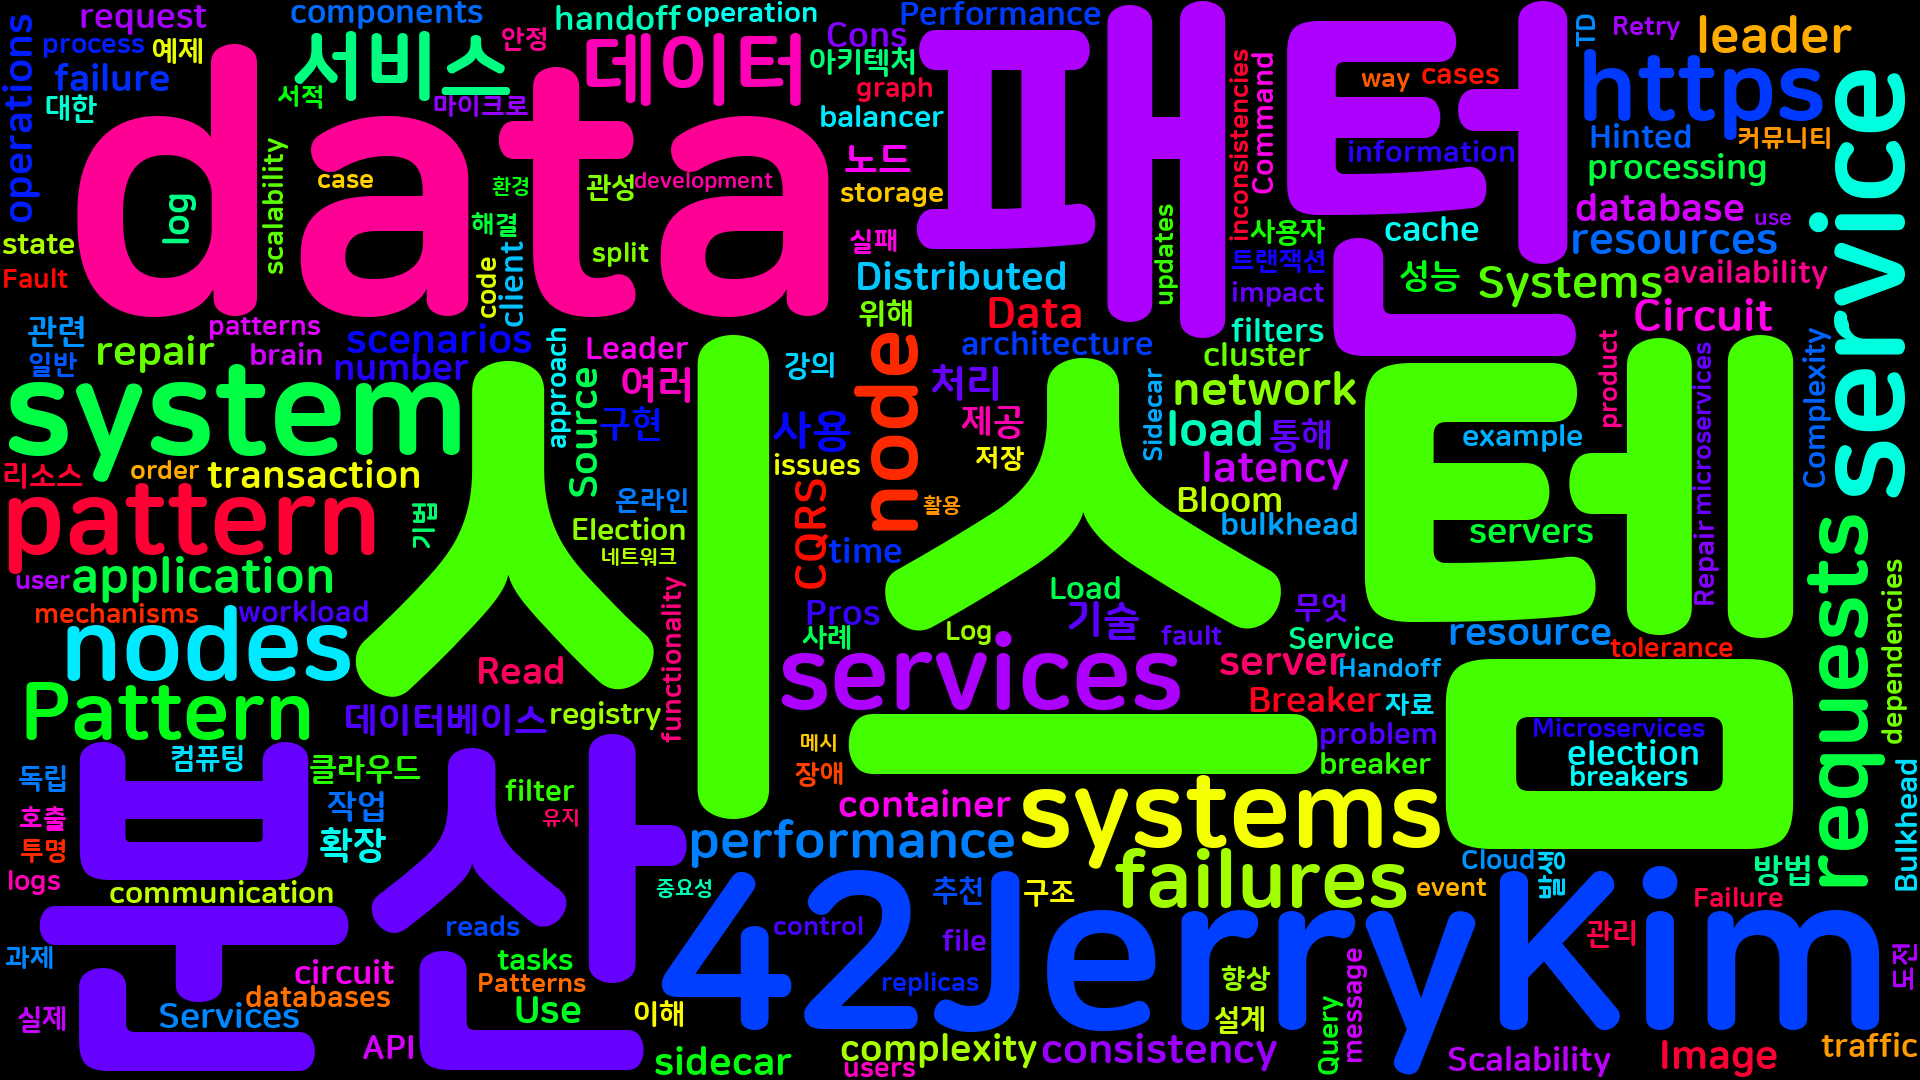 request
components
handoff
operation
Performance
Cons
TD
Retry
leader
operations
process
예제
failure
대한
서비스
안정
서적
마이크로
데이터
아키텍처
graph
balancer
패턴
way
cases
https
Hinted
커뮤니티
processing
service
data
log
scalability
case
환경
해결
관성
development
split
노드
storage
실패
inconsistencies
Command
information
database
use
resources
state
Fault
code
client
Distributed
updates
사용자
트랜잭션
impact
cache
성능
Systems
availability
관련
일반
patterns
brain
repair
scenarios
number
approach
Leader
여러
강의
위해
Data
architecture
filters
cluster
Circuit
product
microservices
Complexity
system
시스템
Source
구현
사용
node
처리
제공
저장
Sidecar
network
load
통해
latency
example
리소스
order
transaction
issues
온라인
활용
Bloom
bulkhead
servers
pattern
기법
Election
네트워크
CQRS
time
Repair
requests
user
application
mechanisms
workload
functionality
Pros
사례
Load
기술
Log
fault
무엇
Service
resource
tolerance
dependencies
nodes
Read
services
server
Handoff
Breaker
자료
Pattern
데이터베이스
registry
메시
장애
problem
breaker
Microservices
election
breakers
분산
컴퓨팅
독립
호출
투명
logs
클라우드
작업
확장
filter
유지
container
performance
systems
failures
Cloud
발생
event
방법
Bulkhead
communication
중요성
추천
구조
Failure
관리
도전
reads
control
file
replicas
42JerryKim
과제
실제
circuit
databases
Services
tasks
Patterns
Use
이해
향상
설계
Query
message
API
sidecar
complexity
users
consistency
Scalability
Image
traffic